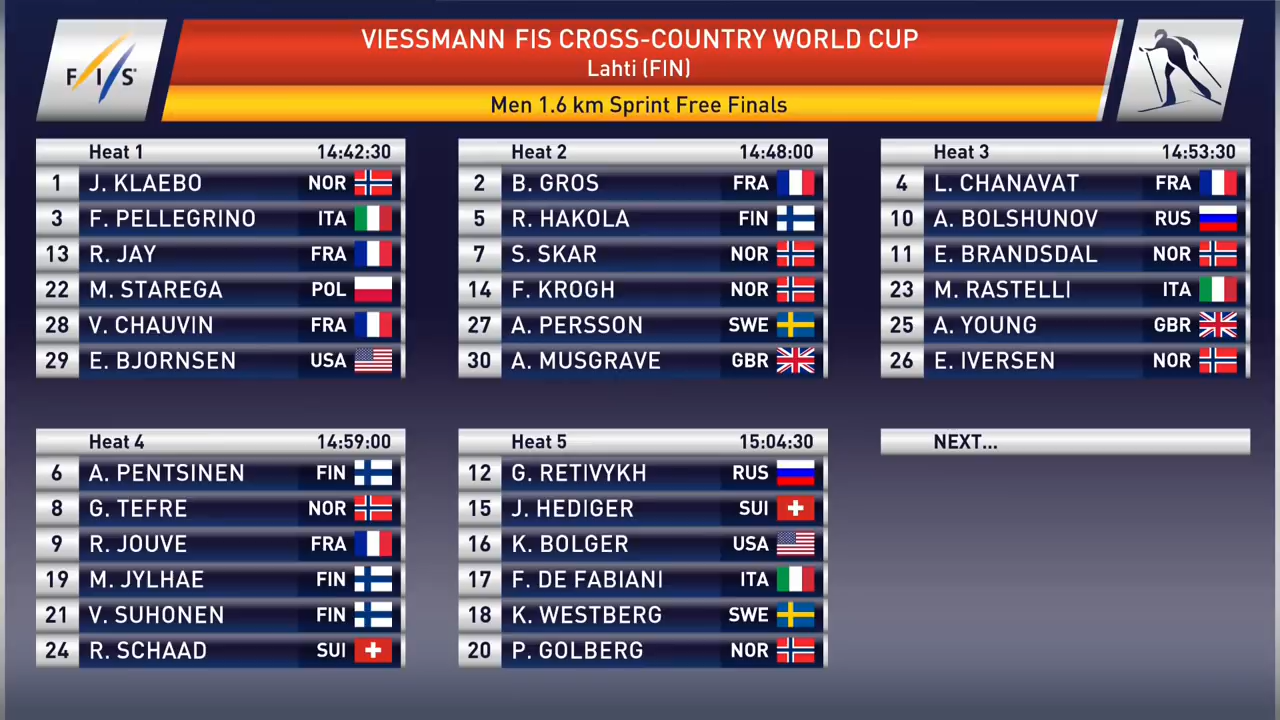 FIS
VIESSMANN FIS CROSS-COUNTRY WORLD CUP
Lahti (FIN)
Men 1.6 km Sprint Free Finals
Heat 1 14:42:30
1 J. KLAEBO NOR
3 F. PELLEGRINO ITA
13 R. JAY FRA
22 M. STAREGA POL
28 V. CHAUVIN FRA
29 E. BJORNSEN USA
Heat 2 14:48:00
2 B. GROS FRA
5 R. HAKOLA FIN
7 S. SKAR NOR
14 F. KROGH NOR
27 A. PERSSON SWE
30 A. MUSGRAVE GBR
Heat 3 14:53:30
4 L. CHANAVAT FRA
10 A. BOLSHUNOV RUS
11 E. BRANDSDAL NOR
23 M. RASTELLI ITA
25 A. YOUNG GBR
26 E. IVERSEN NOR
Heat 4 14:59:00
6 A. PENTSINEN FIN
8 G. TEFRE NOR
9 R. JOUVE FRA
19 M. JYLHAE FIN
21 V. SUHONEN FIN
24 R. SCHAAD SUI
Heat 5 15:04:30
12 G. RETIVYKH RUS
15 J. HEDIGER SUI
16 K. BOLGER USA
17 F. DE FABIANI ITA
18 K. WESTBERG SWE
20 P. GOLBERG NOR
NEXT...